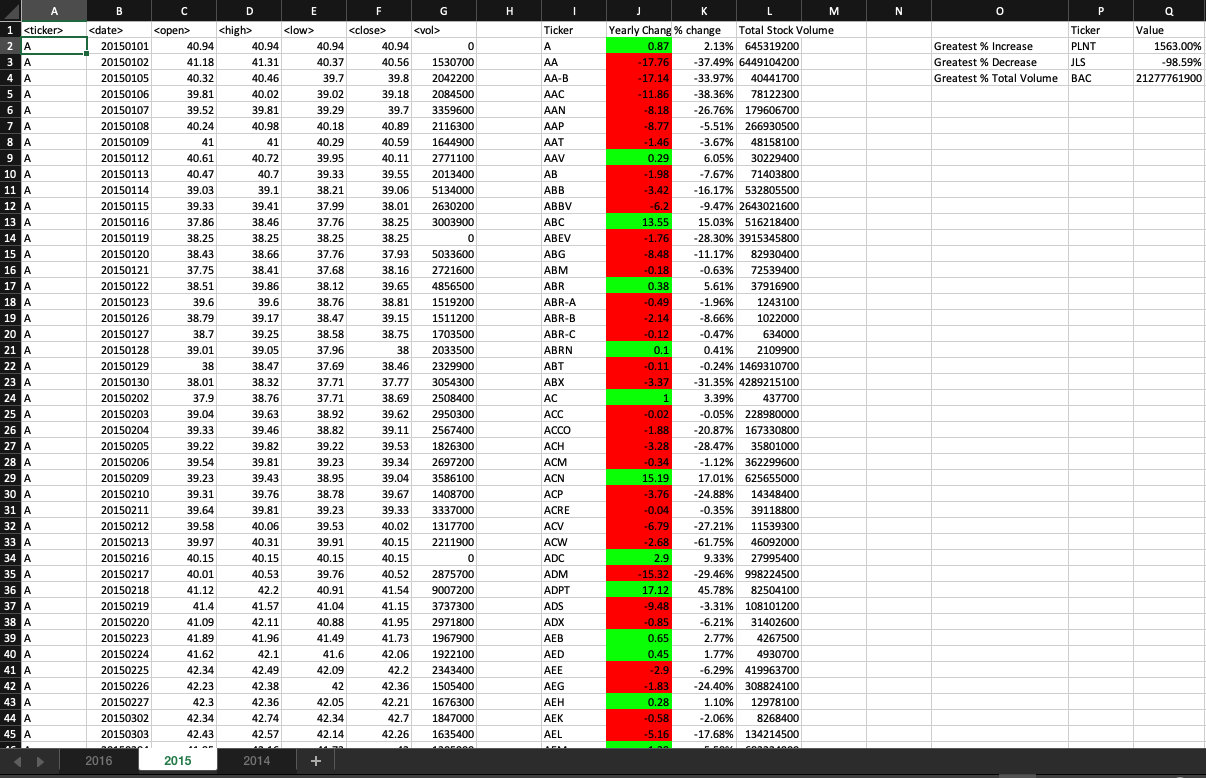 A B C D E F G H I J K L M N O P Q
1 <ticker> <date> <open> <high> <low> <close> <vol> Ticker Yearly Chang % change Total Stock Volume Ticker Value
2 A 20150101 40.94 40.94 40.94 40.94 0 A 0.87 2.13% 645319200 Greatest % Increase PLNT 1563.00%
3 A 20150102 41.18 41.31 40.37 40.56 1530700 AA -17.76 -37.49% 6449104200 Greatest % Decrease JLS -98.59%
4 A 20150105 40.32 40.46 39.7 39.8 2042200 AA-B -17.14 -33.97% 40441700 Greatest % Total Volume BAC 21277761900
5 A 20150106 39.81 40.02 39.02 39.18 2084500 AAC -11.86 -38.36% 78122300
6 A 20150107 39.52 39.81 39.29 39.7 3359600 AAN -8.18 -26.76% 179606700
7 A 20150108 40.24 40.98 40.18 40.89 2116300 AAP -8.77 -5.51% 266930500
8 A 20150109 41 41 40.29 40.59 1644900 AAT -1.46 -3.67% 48158100
9 A 20150112 40.61 40.72 39.95 40.11 2771100 AAV 0.29 6.05% 30229400
10 A 20150113 40.47 40.7 39.33 39.55 2013400 AB -1.98 -7.67% 71403800
11 A 20150114 39.03 39.1 38.21 39.06 5134000 ABB -3.42 -16.17% 532805500
12 A 20150115 39.33 39.41 37.99 38.01 2630200 ABBV -6.2 -9.47% 2643021600
13 A 20150116 37.86 38.46 37.76 38.25 3003900 ABC 13.55 15.03% 516218400
14 A 20150119 38.25 38.25 38.25 38.25 0 ABEV -1.76 -28.30% 3915345800
15 A 20150120 38.43 38.66 37.76 37.93 5033600 ABG -8.48 -11.17% 82930400
16 A 20150121 37.75 38.41 37.68 38.16 2721600 ABM -0.18 -0.63% 72539400
17 A 20150122 38.51 39.86 38.12 39.65 4856500 ABR 0.38 5.61% 37916900
18 A 20150123 39.6 39.6 38.76 38.81 1519200 ABR-A -0.49 -1.96% 1243100
19 A 20150126 38.79 39.17 38.47 39.15 1511200 ABR-B -2.14 -8.66% 1022000
20 A 20150127 38.7 39.25 38.58 38.75 1703500 ABR-C -0.12 -0.47% 634000
21 A 20150128 39.01 39.05 37.96 38 2033500 ABRN 0.1 0.41% 2109900
22 A 20150129 38 38.47 37.69 38.46 2329900 ABT -0.11 -0.24% 1469310700
23 A 20150130 38.01 38.32 37.71 37.77 3054300 ABX -3.37 -31.35% 4289215100
24 A 20150202 37.9 38.76 37.71 38.69 2508400 AC 1 3.39% 437700
25 A 20150203 39.04 39.63 38.92 39.62 2950300 ACC -0.02 -0.05% 228980000
26 A 20150204 39.33 39.46 38.82 39.11 2567400 ACCO -1.88 -20.87% 167330800
27 A 20150205 39.22 39.82 39.22 39.53 1826300 ACH -3.28 -28.47% 35801000
28 A 20150206 39.54 39.81 39.23 39.34 2697200 ACM -0.34 -1.12% 362299600
29 A 20150209 39.23 39.43 38.95 39.04 3586100 ACN 15.19 17.01% 625655000
30 A 20150210 39.31 39.76 38.78 39.67 1408700 ACP -3.76 -24.88% 14348400
31 A 20150211 39.64 39.81 39.23 39.33 3337000 ACRE -0.04 -0.35% 39118800
32 A 20150212 39.58 40.06 39.53 40.02 1317700 ACV -6.79 -27.21% 11539300
33 A 20150213 39.97 40.31 39.91 40.15 2211900 ACW -2.68 -61.75% 46092000
34 A 20150216 40.15 40.15 40.15 40.15 0 ADC 2.9 9.33% 27995400
35 A 20150217 40.01 40.53 39.76 40.52 2875700 ADM -15.32 -29.46% 998224500
36 A 20150218 41.12 42.2 40.91 41.54 9007200 ADPT 17.12 45.78% 82504100
37 A 20150219 41.4 41.57 41.04 41.15 3737300 ADS -9.48 -3.31% 108101200
38 A 20150220 41.09 42.11 40.88 41.95 2971800 ADX -0.85 -6.21% 31402600
39 A 20150223 41.89 41.96 41.49 41.73 1967900 AEB 0.65 2.77% 4267500
40 A 20150224 41.62 42.1 41.6 42.06 1922100 AED 0.45 1.77% 4930700
41 A 20150225 42.34 42.49 42.09 42.2 2343400 AEE -2.9 -6.29% 419963700
42 A 20150226 42.23 42.38 42 42.36 1505400 AEG -1.83 -24.40% 308824100
43 A 20150227 42.3 42.36 42.05 42.21 1676300 AEH 0.28 1.10% 12978100
44 A 20150302 42.34 42.74 42.34 42.7 1847000 AEK -0.58 -2.06% 8268400
45 A 20150303 42.43 42.57 42.14 42.26 1635400 AEL -5.16 -17.68% 134214500
2016 2015 2014 +